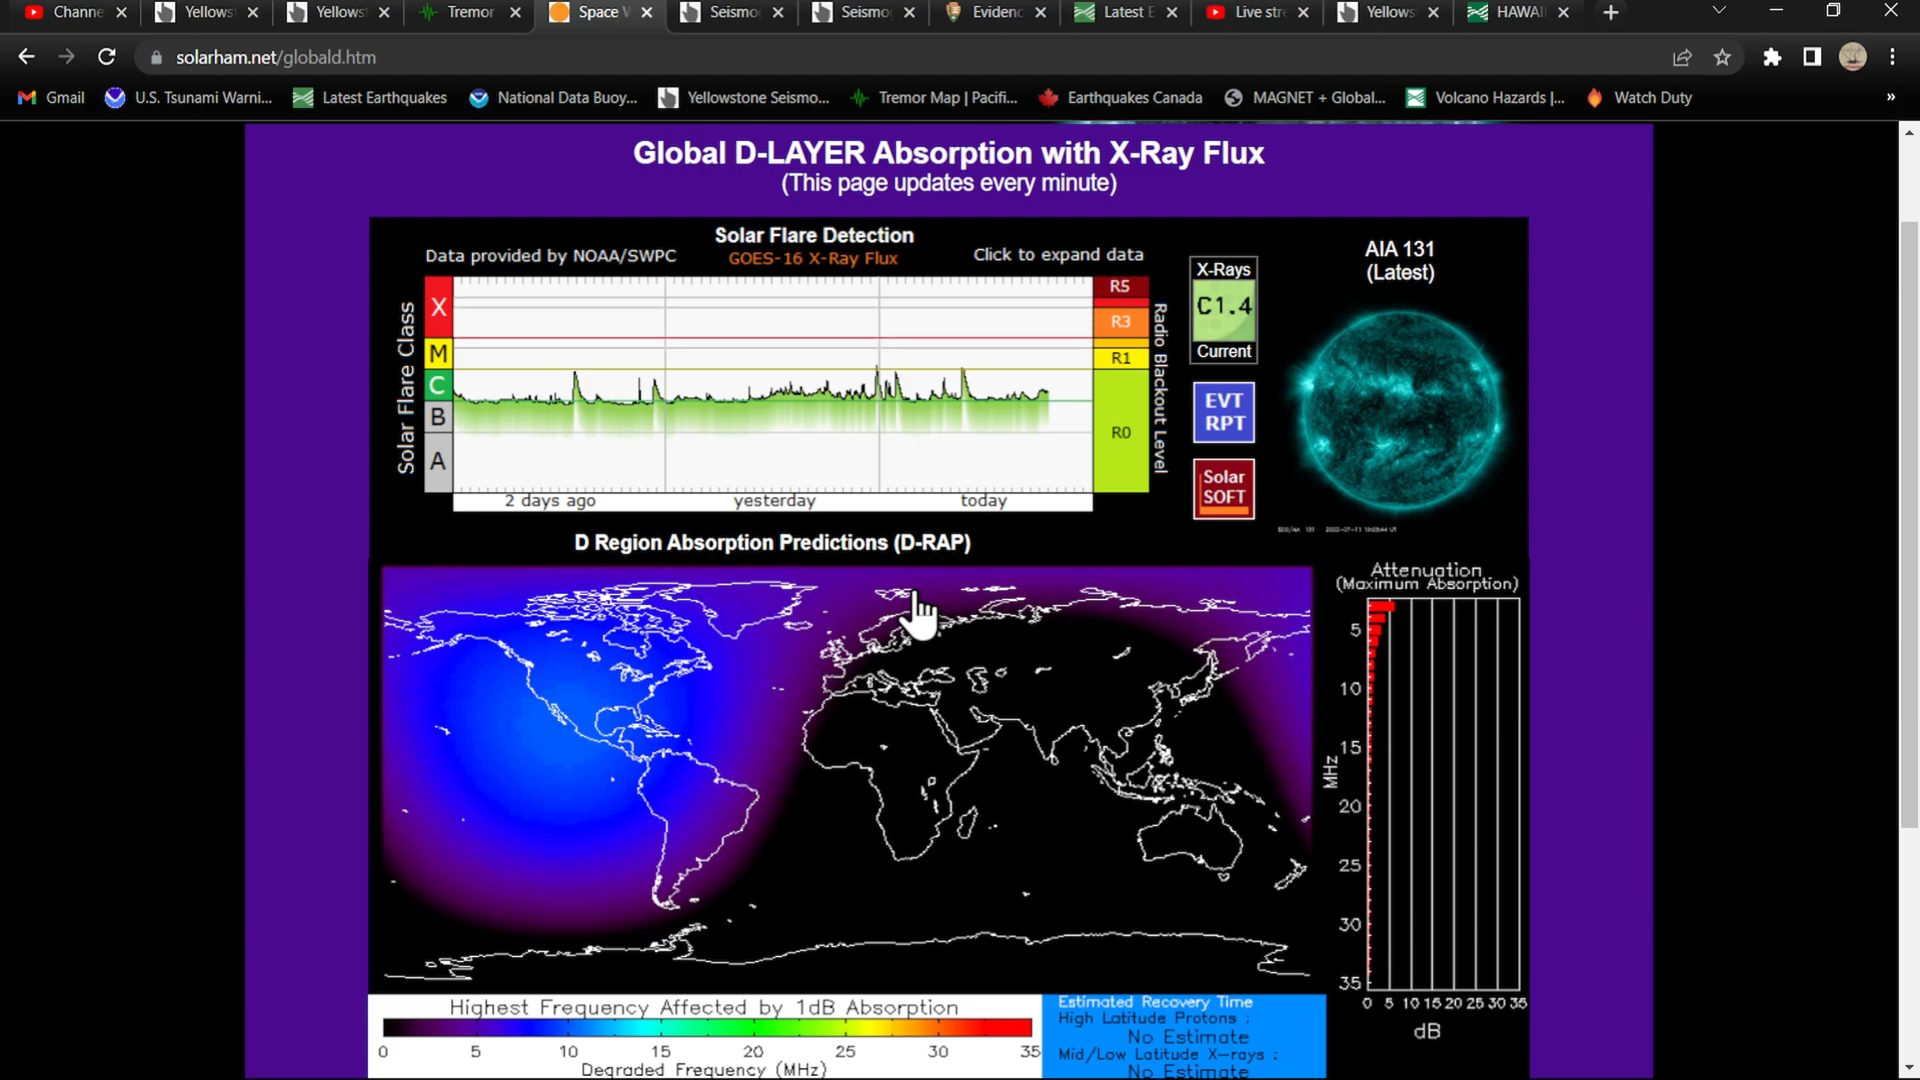 Channe
Yellows
Yellows
Tremor
Space W
Seismo
Seismo
Evidenc
Latest E
Live stre
Yellows
HAWAI
solarham.net/globald.htm
Gmail
U.S. Tsunami Warni...
Latest Earthquakes
National Data Buoy...
Yellowstone Seismo...
Tremor Map | Pacifi...
Earthquakes Canada
MAGNET + Global...
Volcano Hazards |...
Watch Duty
»
Global D-LAYER Absorption with X-Ray Flux
(This page updates every minute)
Solar Flare Detection
Data provided by NOAA/SWPC
GOES-16 X-Ray Flux
Click to expand data
Solar Flare Class
X
M
C
B
A
R5
R3
R1
R0
Radio Blackout Level
2 days ago
yesterday
today
X-Rays
C1.4
Current
EVT
RPT
Solar
SOFT
AIA 131
(Latest)
D Region Absorption Predictions (D-RAP)
Attenuation
(Maximum Absorption)
5
10
15
20
25
30
35
MHz
0 5 10 15 20 25 30 35
dB
Highest Frequency Affected by 1dB Absorption
0 5 10 15 20 25 30 35
Degraded Frequency (MHz)
Estimated Recovery Time
High Latitude Protons :
No Estimate
Mid/Low Latitude X-rays :
No Estimate